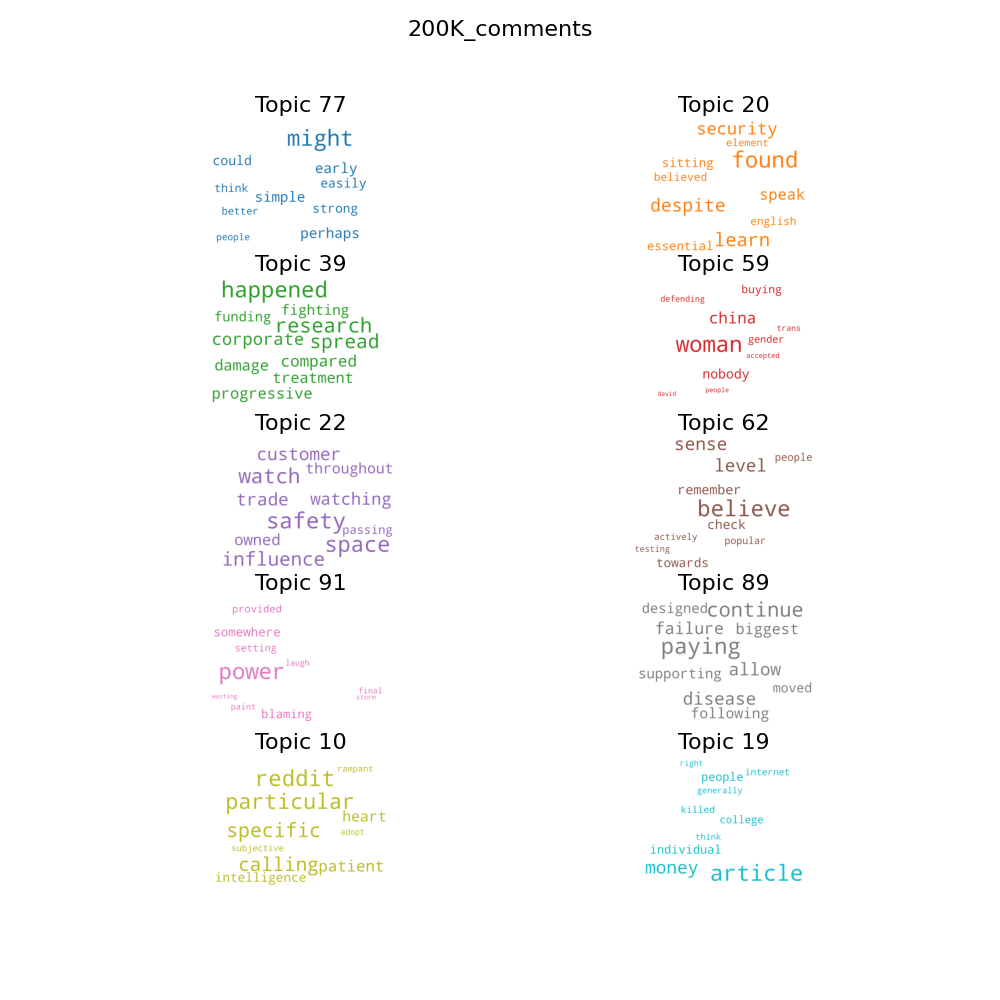 200K_comments
Topic 77
might
could
early
think
easily
simple
better
strong
people
perhaps
Topic 20
security
element
sitting
found
believed
speak
despite
english
essential
learn
Topic 39
happened
funding
fighting
research
corporate
spread
damage
compared
treatment
progressive
Topic 59
buying
defending
china
trans
woman
gender
accepted
nobody
david
people
Topic 22
customer
watch
throughout
trade
watching
safety
passing
owned
space
influence
Topic 62
sense
level
people
remember
believe
check
actively
popular
testing
towards
Topic 91
provided
somewhere
setting
power
laugh
wasting
final
storm
paint
blaming
Topic 89
designed
continue
failure
biggest
paying
supporting
allow
disease
moved
following
Topic 10
reddit
rampant
particular
heart
specific
adopt
subjective
calling
patient
intelligence
Topic 19
right
people
internet
generally
killed
college
think
individual
money
article